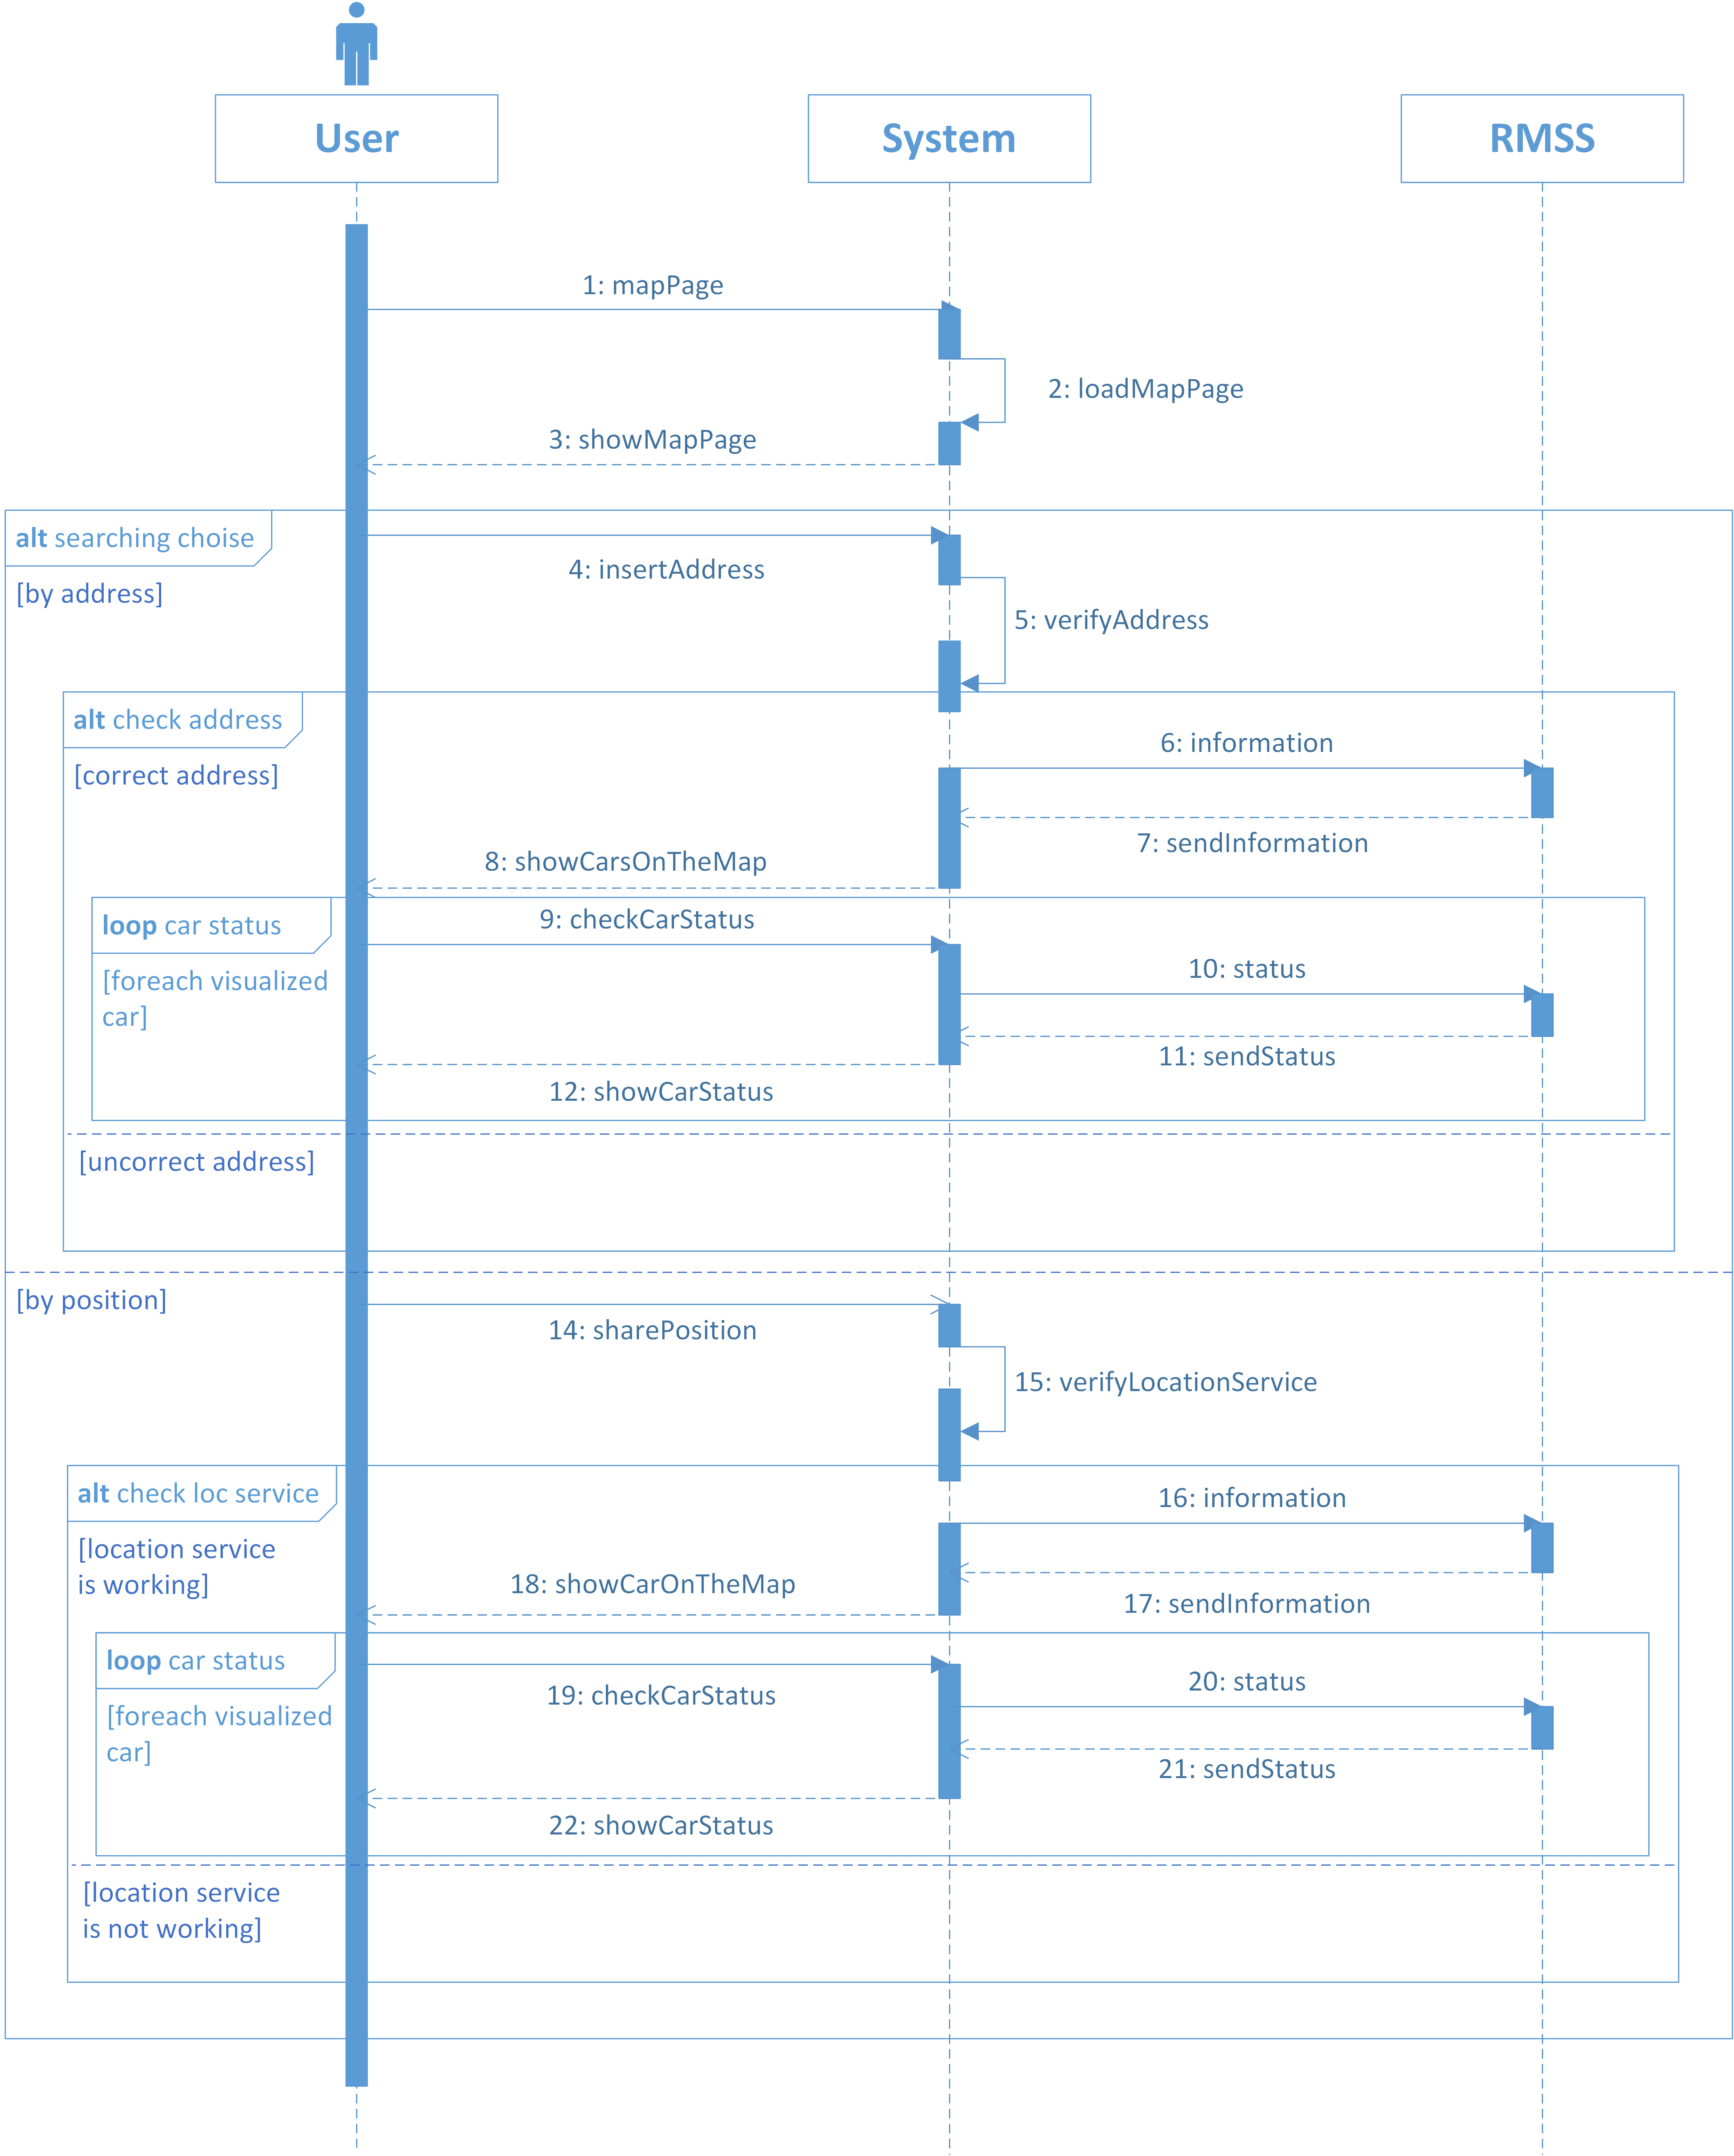 User
System
RMSS
1: mapPage
2: loadMapPage
3: showMapPage
alt searching choise
[by address]
4: insertAddress
5: verifyAddress
alt check address
[correct address]
6: information
7: sendInformation
8: showCarsOnTheMap
loop car status
[foreach visualized
car]
9: checkCarStatus
10: status
11: sendStatus
12: showCarStatus
[uncorrect address]
[by position]
14: sharePosition
15: verifyLocationService
alt check loc service
[location service
is working]
16: information
17: sendInformation
18: showCarOnTheMap
loop car status
[foreach visualized
car]
19: checkCarStatus
20: status
21: sendStatus
22: showCarStatus
[location service
is not working]